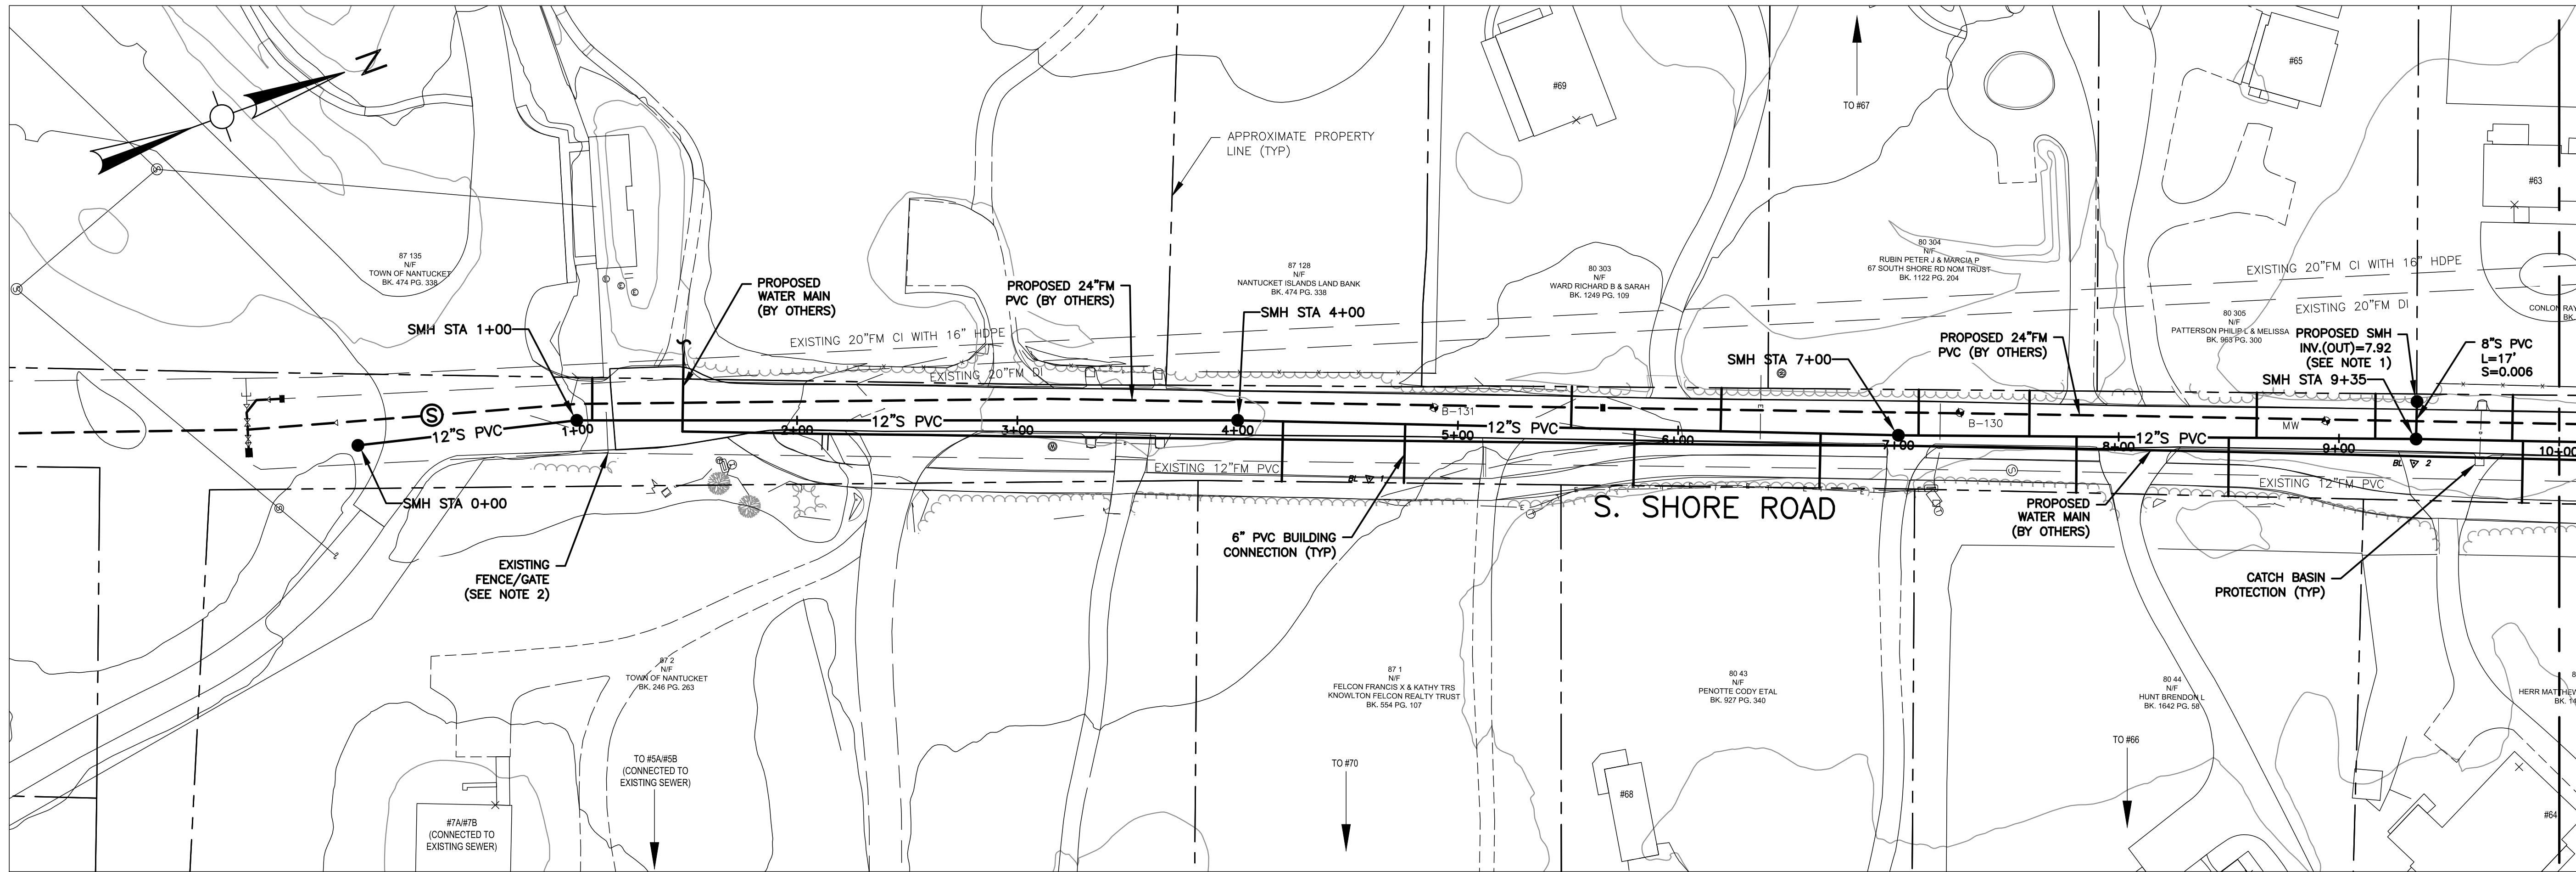 N
#69
#65
TO #67
APPROXIMATE PROPERTY
LINE (TYP)
#63
87 135
N/F
TOWN OF NANTUCKET
BK. 474 PG. 338
PROPOSED
WATER MAIN
(BY OTHERS)
PROPOSED 24"FM
PVC (BY OTHERS)
87 128
N/F
NANTUCKET ISLANDS LAND BANK
BK. 474 PG. 338
80 303
N/F
WARD RICHARD B & SARAH
BK. 1249 PG. 109
80 304
N/F
RUBIN PETER J & MARCIA P
67 SOUTH SHORE RD NOM TRUST
BK. 1122 PG. 204
EXISTING 20"FM CI WITH 16" HDPE
EXISTING 20"FM DI
CONLON RAY
BK.
80 305
N/F
PATTERSON PHILIP L & MELISSA
BK. 963 PG. 300
PROPOSED SMH
INV.(OUT)=7.92
(SEE NOTE 1)
8"S PVC
L=17'
S=0.006
SMH STA 1+00
SMH STA 4+00
EXISTING 20"FM CI WITH 16" HDPE
EXISTING 20"FM DI
SMH STA 7+00
PROPOSED 24"FM
PVC (BY OTHERS)
SMH STA 9+35
S
B-131
B-130
MW
12"S PVC
1+00
2+00
12"S PVC
3+00
4+00
5+00
12"S PVC
6+00
7+00
8+00
12"S PVC
9+00
10+00
EXISTING 12"FM PVC
BL 1
BL 2
EXISTING 12"FM PVC
SMH STA 0+00
S. SHORE ROAD
EXISTING
FENCE/GATE
(SEE NOTE 2)
6" PVC BUILDING
CONNECTION (TYP)
PROPOSED
WATER MAIN
(BY OTHERS)
CATCH BASIN
PROTECTION (TYP)
87 2
N/F
TOWN OF NANTUCKET
BK. 246 PG. 263
87 1
N/F
FELCON FRANCIS X & KATHY TRS
KNOWLTON FELCON REALTY TRUST
BK. 554 PG. 107
80 43
N/F
PENOTTE CODY ETAL
BK. 927 PG. 340
80 44
N/F
HUNT BRENDON L
BK. 1642 PG. 58
HERR MATTHEW
TO #5A/#5B
(CONNECTED TO
EXISTING SEWER)
TO #70
TO #66
#68
#64
#7A/#7B
(CONNECTED TO
EXISTING SEWER)